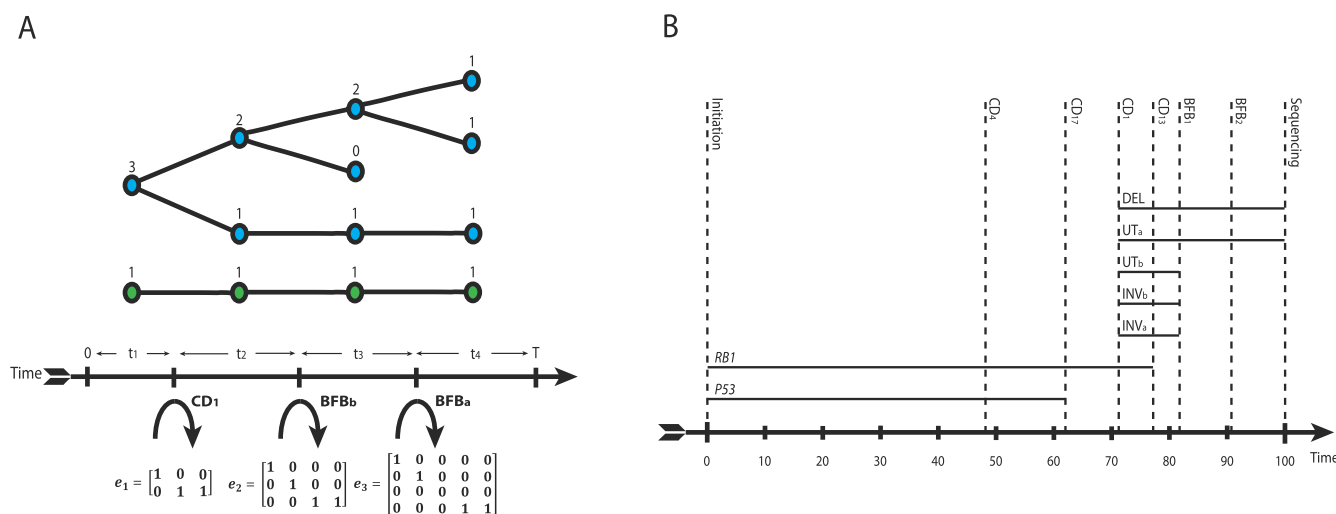 A
1
2
2
1
3
0
1
1
1
1
1
1
1
0 t1 t2 t3 t4 T
Time
CD1 BFBb BFBa
e1 = [1 0 0
0 1 1]
e2 = [1 0 0 0
0 1 0 0
0 0 1 1]
e3 = [1 0 0 0 0
0 1 0 0 0
0 0 0 0 0
0 0 0 1 1]
B
Initiation
CD4
CD17
CD1
CD13
BFB1
BFB2
Sequencing
DEL
UTa
UTb
INVb
INVa
RB1
P53
0 10 20 30 40 50 60 70 80 90 100
Time